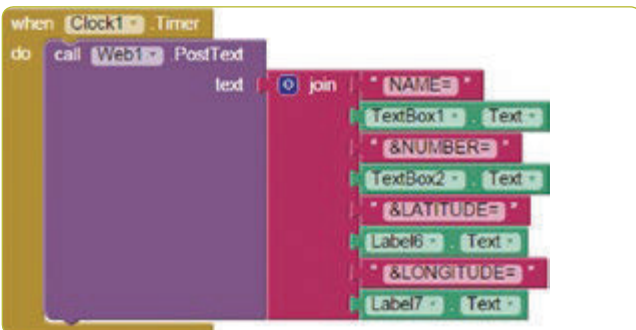 when Clock1 .Timer
do call Web1 .PostText
text join " NAME= "
TextBox1 . Text
" &NUMBER= "
TextBox2 . Text
" &LATITUDE= "
Label6 . Text
" &LONGITUDE= "
Label7 . Text